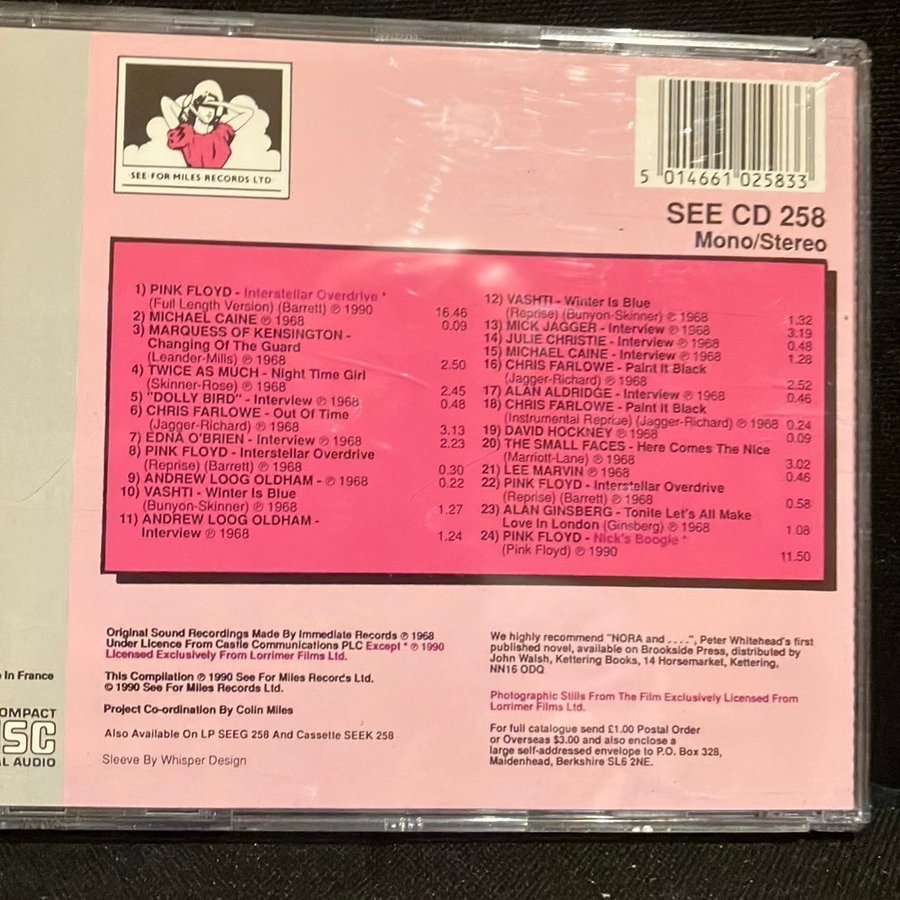 SEE·FOR MILES RECORDS LTD·
5 014661 025833
SEE CD 258
Mono/Stereo
1) PINK FLOYD - Interstellar Overdrive *
(Full Length Version) (Barrett) ℗ 1990 16.46
2) MICHAEL CAINE ℗ 1968 0.09
3) MARQUESS OF KENSINGTON -
Changing Of The Guard
(Leander-Mills) ℗ 1968 2.50
4) TWICE AS MUCH - Night Time Girl
(Skinner-Rose) ℗ 1968 2.45
5) "DOLLY BIRD" - Interview ℗ 1968 0.48
6) CHRIS FARLOWE - Out Of Time
(Jagger-Richard) ℗ 1968 3.13
7) EDNA O'BRIEN - Interview ℗ 1968 2.23
8) PINK FLOYD - Interstellar Overdrive
(Reprise) (Barrett) ℗ 1968 0.30
9) ANDREW LOOG OLDHAM - ℗ 1968 0.22
10) VASHTI - Winter Is Blue
(Bunyon-Skinner) ℗ 1968 1.27
11) ANDREW LOOG OLDHAM -
Interview ℗ 1968 1.24
12) VASHTI - Winter Is Blue
(Reprise) (Bunyon-Skinner) ℗ 1968 1.32
13) MICK JAGGER - Interview ℗ 1968 3.19
14) JULIE CHRISTIE - Interview ℗ 1968 0.48
15) MICHAEL CAINE - Interview ℗ 1968 1.28
16) CHRIS FARLOWE - Paint It Black
(Jagger-Richard) ℗ 1968 2.52
17) ALAN ALDRIDGE - Interview ℗ 1968 0.46
18) CHRIS FARLOWE - Paint It Black
(Instrumental Reprise) (Jagger-Richard) ℗ 1968 0.24
19) DAVID HOCKNEY ℗ 1968 0.09
20) THE SMALL FACES - Here Comes The Nice
(Marriott-Lane) ℗ 1968 3.02
21) LEE MARVIN ℗ 1968 0.46
22) PINK FLOYD - Interstellar Overdrive
(Reprise) (Barrett) ℗ 1968 0.58
23) ALAN GINSBERG - Tonite Let's All Make
Love In London (Ginsberg) ℗ 1968 1.08
24) PINK FLOYD - Nick's Boogie *
(Pink Floyd) ℗ 1990 11.50
Original Sound Recordings Made By Immediate Records ℗ 1968
Under Licence From Castle Communications PLC Except * ℗ 1990
Licensed Exclusively From Lorrimer Films Ltd.
This Compilation ℗ 1990 See For Miles Records Ltd.
© 1990 See For Miles Records Ltd.
Project Co-ordination By Colin Miles
Also Available On LP SEEG 258 And Cassette SEEK 258
Sleeve By Whisper Design
We highly recommend "NORA and ....", Peter Whitehead's first
published novel, available on Brookside Press, distributed by
John Walsh, Kettering Books, 14 Horsemarket, Kettering,
NN16 0DQ
Photographic Stills From The Film Exclusively Licensed From
Lorrimer Films Ltd.
For full catalogue send £1.00 Postal Order
or Overseas $3.00 and also enclose a
large self-addressed envelope to P.O. Box 328,
Maidenhead, Berkshire SL6 2NE.
In France
OMPACT
ISC
AL AUDIO